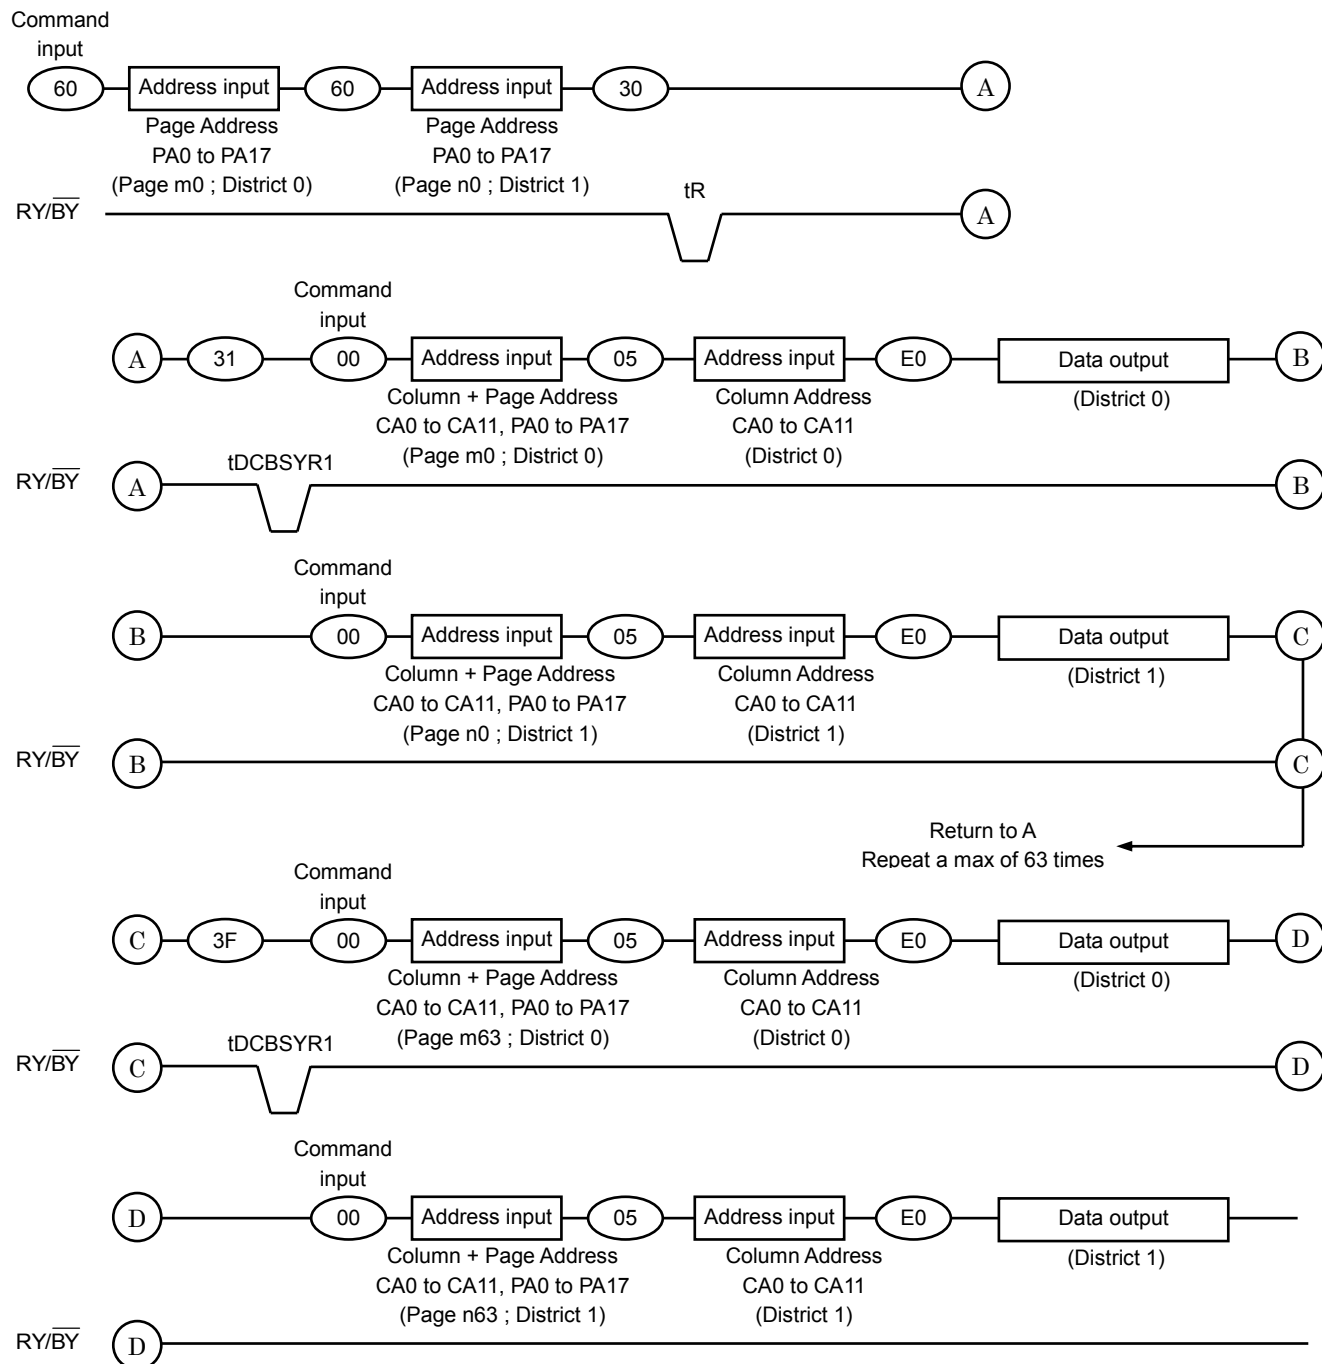 Command
input
60 Address input 60 Address input 30 A
Page Address Page Address
PA0 to PA17 PA0 to PA17
(Page m0 ; District 0) (Page n0 ; District 1) tR
RY/BY A
Command
input
A 31 00 Address input 05 Address input E0 Data output B
Column + Page Address Column Address (District 0)
CA0 to CA11, PA0 to PA17 CA0 to CA11
(Page m0 ; District 0) (District 0)
tDCBSYR1
RY/BY A B
Command
input
B 00 Address input 05 Address input E0 Data output C
Column + Page Address Column Address (District 1)
CA0 to CA11, PA0 to PA17 CA0 to CA11
(Page n0 ; District 1) (District 1)
RY/BY B C
Return to A
Repeat a max of 63 times
Command
input
C 3F 00 Address input 05 Address input E0 Data output D
Column + Page Address Column Address (District 0)
CA0 to CA11, PA0 to PA17 CA0 to CA11
(Page m63 ; District 0) (District 0)
tDCBSYR1
RY/BY C D
Command
input
D 00 Address input 05 Address input E0 Data output
Column + Page Address Column Address (District 1)
CA0 to CA11, PA0 to PA17 CA0 to CA11
(Page n63 ; District 1) (District 1)
RY/BY D